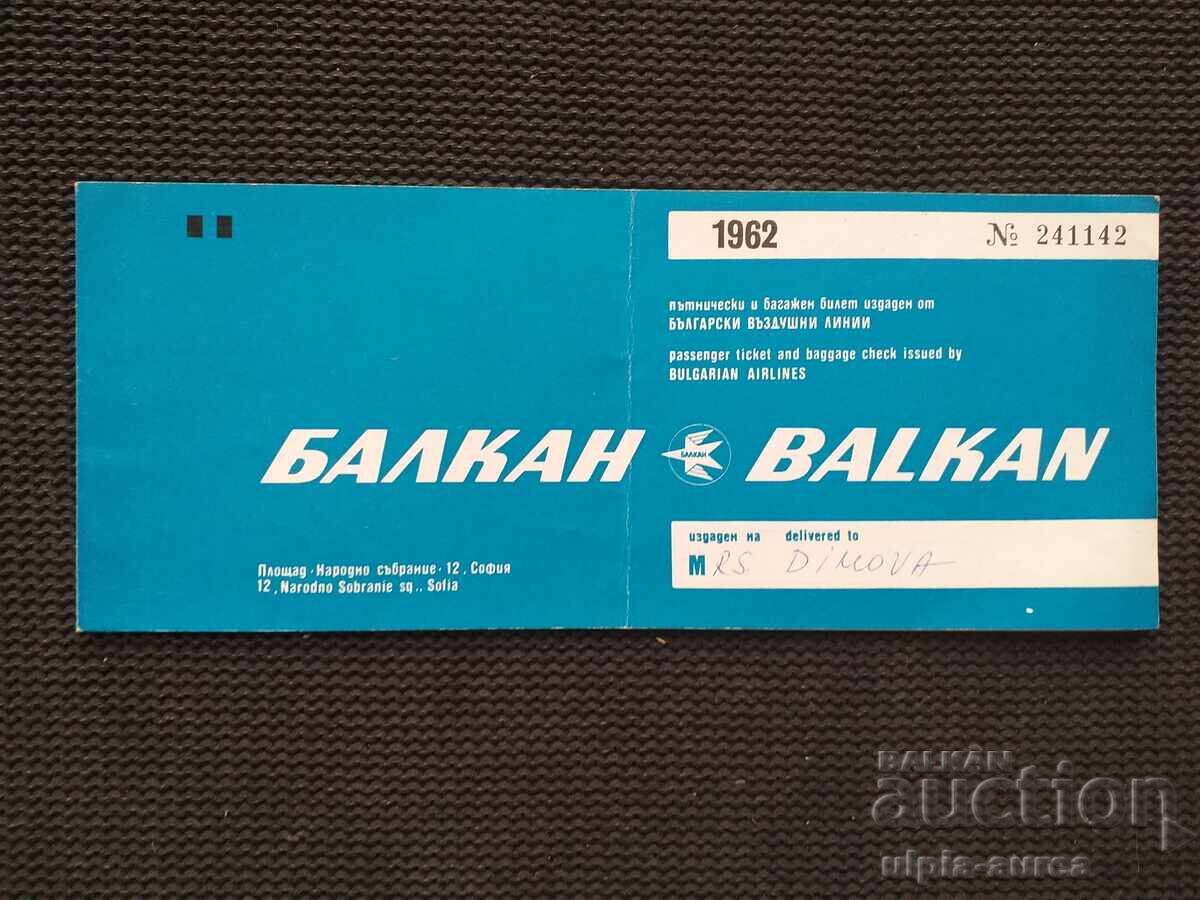 1962 № 241142
пътнически и багажен билет издаден от
БЪЛГАРСКИ ВЪЗДУШНИ ЛИНИИ
passenger ticket and baggage check issued by
BULGARIAN AIRLINES
БАЛКАН БАЛКАН BALKAN
издаден на delivered to
MRS. DIMOVA
Площад · Народно събрание · 12, София
12, Narodno Sobranie sq., Sofia
BALKAN
auction
ulpia-aurea